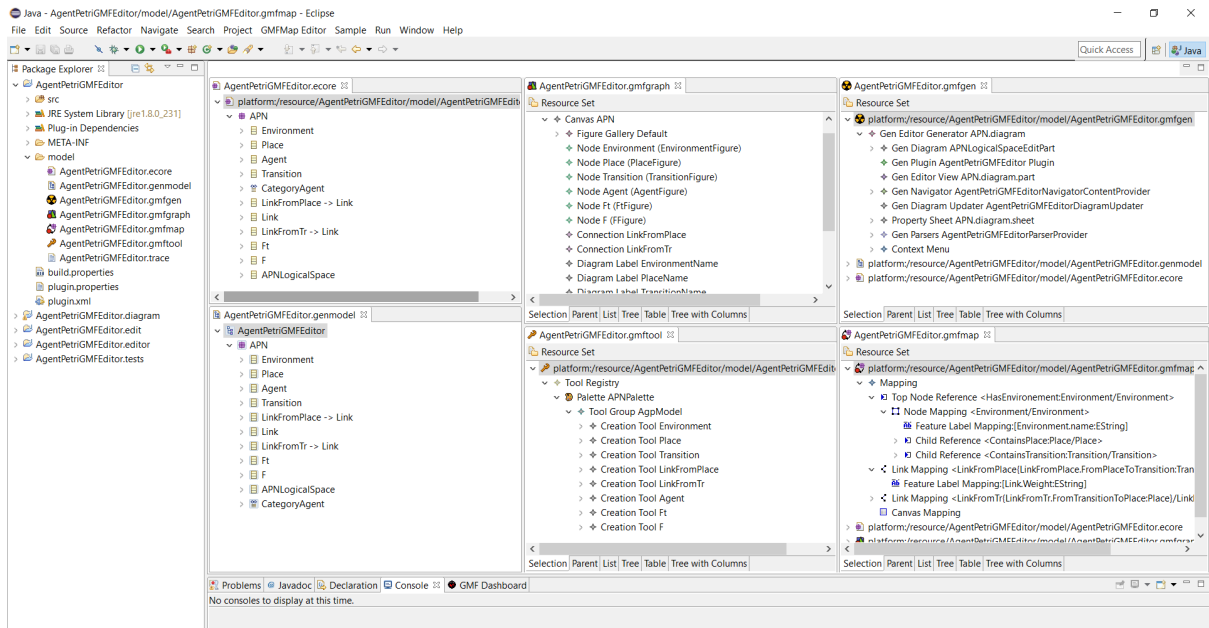 Java - AgentPetriGMFEditor/model/AgentPetriGMFEditor.gmfmap - Eclipse
File Edit Source Refactor Navigate Search Project GMFMap Editor Sample Run Window Help
Quick Access
Java
Package Explorer
AgentPetriGMFEditor
src
JRE System Library [jre1.8.0_231]
Plug-in Dependencies
META-INF
model
AgentPetriGMFEditor.ecore
AgentPetriGMFEditor.genmodel
AgentPetriGMFEditor.gmfgen
AgentPetriGMFEditor.gmfgraph
AgentPetriGMFEditor.gmfmap
AgentPetriGMFEditor.gmftool
AgentPetriGMFEditor.trace
build.properties
plugin.properties
plugin.xml
AgentPetriGMFEditor.diagram
AgentPetriGMFEditor.edit
AgentPetriGMFEditor.editor
AgentPetriGMFEditor.tests
AgentPetriGMFEditor.ecore
platform:/resource/AgentPetriGMFEditor/model/AgentPetriGMFEdit
APN
Environment
Place
Agent
Transition
CategoryAgent
LinkFromPlace -> Link
Link
LinkFromTr -> Link
Ft
F
APNLogicalSpace
AgentPetriGMFEditor.genmodel
AgentPetriGMFEditor
APN
Environment
Place
Agent
Transition
LinkFromPlace -> Link
Link
LinkFromTr -> Link
Ft
F
APNLogicalSpace
CategoryAgent
AgentPetriGMFEditor.gmfgraph
Resource Set
Canvas APN
Figure Gallery Default
Node Environment (EnvironmentFigure)
Node Place (PlaceFigure)
Node Transition (TransitionFigure)
Node Agent (AgentFigure)
Node Ft (FtFigure)
Node F (FFigure)
Connection LinkFromPlace
Connection LinkFromTr
Diagram Label EnvironmentName
Diagram Label PlaceName
Diagram Label TransitionName
Selection Parent List Tree Table Tree with Columns
AgentPetriGMFEditor.gmftool
Resource Set
platform:/resource/AgentPetriGMFEditor/model/AgentPetriGMFEdit
Tool Registry
Palette APNPalette
Tool Group AgpModel
Creation Tool Environment
Creation Tool Place
Creation Tool Transition
Creation Tool LinkFromPlace
Creation Tool LinkFromTr
Creation Tool Agent
Creation Tool Ft
Creation Tool F
Selection Parent List Tree Table Tree with Columns
AgentPetriGMFEditor.gmfgen
Resource Set
platform:/resource/AgentPetriGMFEditor/model/AgentPetriGMFEditor.gmfgen
Gen Editor Generator APN.diagram
Gen Diagram APNLogicalSpaceEditPart
Gen Plugin AgentPetriGMFEditor Plugin
Gen Editor View APN.diagram.part
Gen Navigator AgentPetriGMFEditorNavigatorContentProvider
Gen Diagram Updater AgentPetriGMFEditorDiagramUpdater
Property Sheet APN.diagram.sheet
Gen Parsers AgentPetriGMFEditorParserProvider
Context Menu
platform:/resource/AgentPetriGMFEditor/model/AgentPetriGMFEditor.genmodel
platform:/resource/AgentPetriGMFEditor/model/AgentPetriGMFEditor.ecore
Selection Parent List Tree Table Tree with Columns
AgentPetriGMFEditor.gmfmap
Resource Set
platform:/resource/AgentPetriGMFEditor/model/AgentPetriGMFEditor.gmfmap
Mapping
Top Node Reference <HasEnvironement:Environment/Environment>
Node Mapping <Environment/Environment>
Feature Label Mapping:[Environment.name:EString]
Child Reference <ContainsPlace:Place/Place>
Child Reference <ContainsTransition:Transition/Transition>
Link Mapping <LinkFromPlace{LinkFromPlace.FromPlaceToTransition:Tran
Feature Label Mapping:[Link.Weight:EString]
Link Mapping <LinkFromTr{LinkFromTr.FromTransitionToPlace:Place}/Link
Canvas Mapping
platform:/resource/AgentPetriGMFEditor/model/AgentPetriGMFEditor.ecore
platform:/resource/AgentPetriGMFEditor/model/AgentPetriGMFEditor.gmfgrap
Selection Parent List Tree Table Tree with Columns
Problems Javadoc Declaration Console GMF Dashboard
No consoles to display at this time.